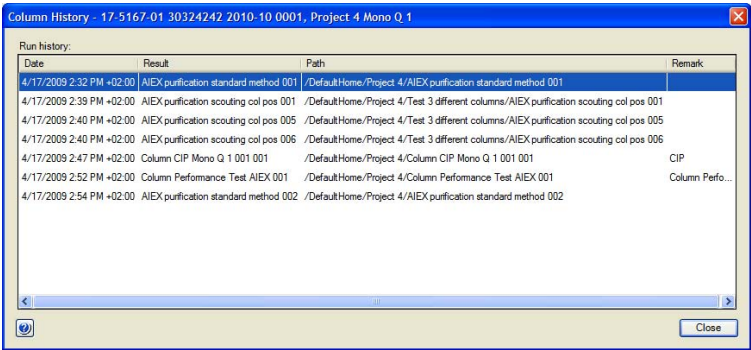 Column History - 17-5167-01 30324242 2010-10 0001, Project 4 Mono Q 1
Run history:
Date Result Path Remark
4/17/2009 2:32 PM +02:00 AIEX purification standard method 001 /DefaultHome/Project 4/AIEX purification standard method 001
4/17/2009 2:39 PM +02:00 AIEX purification scouting col pos 001 /DefaultHome/Project 4/Test 3 different columns/AIEX purification scouting col pos 001
4/17/2009 2:40 PM +02:00 AIEX purification scouting col pos 005 /DefaultHome/Project 4/Test 3 different columns/AIEX purification scouting col pos 005
4/17/2009 2:40 PM +02:00 AIEX purification scouting col pos 006 /DefaultHome/Project 4/Test 3 different columns/AIEX purification scouting col pos 006
4/17/2009 2:47 PM +02:00 Column CIP Mono Q 1 001 001 /DefaultHome/Project 4/Column CIP Mono Q 1 001 001 CIP
4/17/2009 2:52 PM +02:00 Column Performance Test AIEX 001 /DefaultHome/Project 4/Column Performance Test AIEX 001 Column Perfo...
4/17/2009 2:54 PM +02:00 AIEX purification standard method 002 /DefaultHome/Project 4/AIEX purification standard method 002
Close